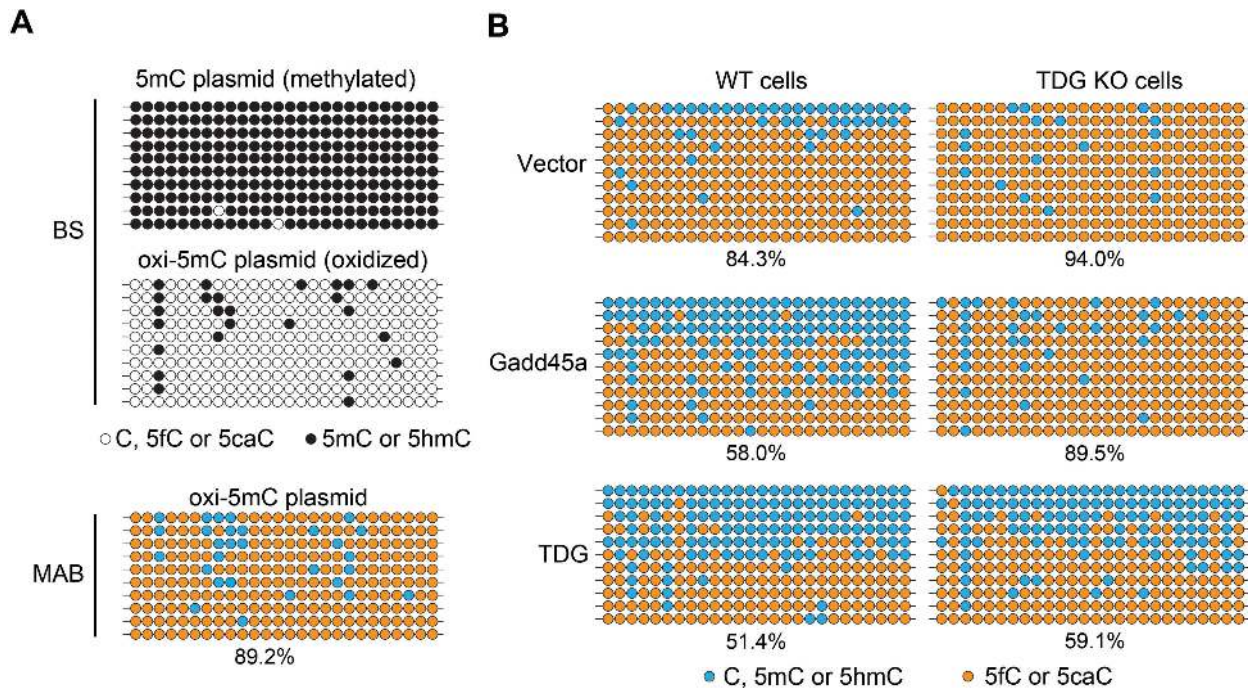 A
5mC plasmid (methylated)
BS
oxi-5mC plasmid (oxidized)
C, 5fC or 5caC
5mC or 5hmC
oxi-5mC plasmid
MAB
89.2%
B
WT cells
TDG KO cells
Vector
84.3%
94.0%
Gadd45a
58.0%
89.5%
TDG
51.4%
59.1%
C, 5mC or 5hmC
5fC or 5caC